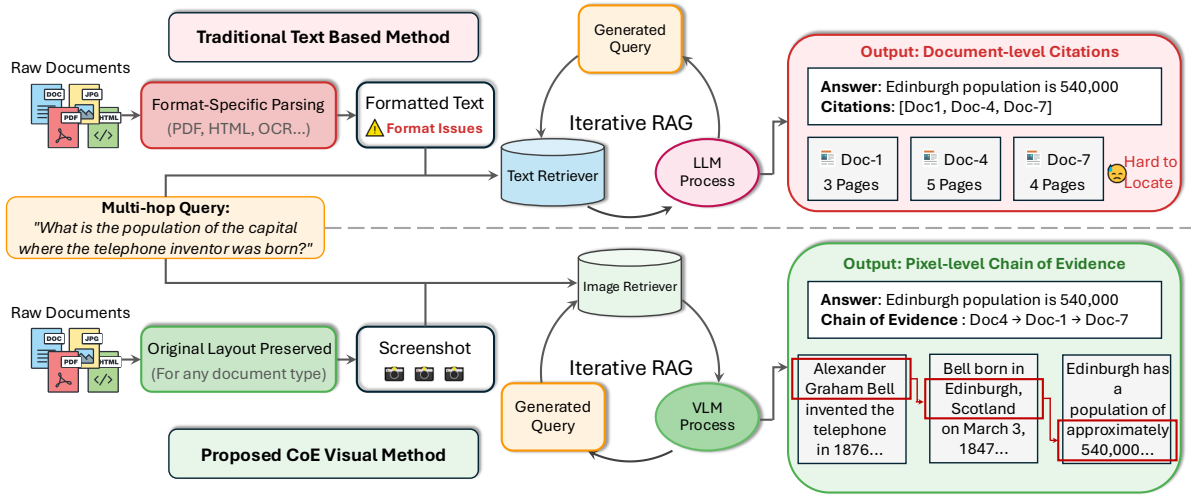 Traditional Text Based Method
Raw Documents
DOC
JPG
PDF
HTML
</>
Format-Specific Parsing
(PDF, HTML, OCR...)
Formatted Text
Format Issues
Generated
Query
Iterative RAG
Text Retriever
LLM
Process
Output: Document-level Citations
Answer: Edinburgh population is 540,000
Citations: [Doc1, Doc-4, Doc-7]
Doc-1
3 Pages
Doc-4
5 Pages
Doc-7
4 Pages
Hard to
Locate
Multi-hop Query:
"What is the population of the capital
where the telephone inventor was born?"
Raw Documents
DOC
JPG
PDF
HTML
</>
Original Layout Preserved
(For any document type)
Screenshot
Image Retriever
Iterative RAG
Generated
Query
VLM
Process
Proposed CoE Visual Method
Output: Pixel-level Chain of Evidence
Answer: Edinburgh population is 540,000
Chain of Evidence : Doc4 → Doc-1 → Doc-7
Alexander
Graham Bell
invented the
telephone
in 1876...
Bell born in
Edinburgh,
Scotland
on March 3,
1847...
Edinburgh has
a
population of
approximately
540,000...